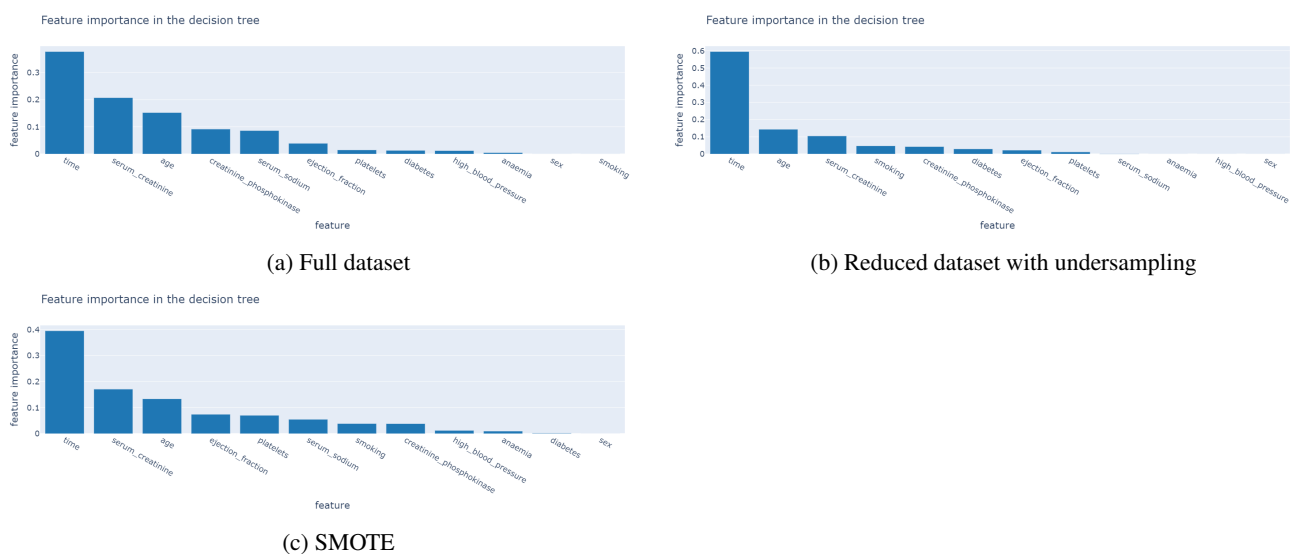 Feature importance in the decision tree
0.3
0.2
0.1
0
feature importance
time
serum_creatinine
age
creatinine_phosphokinase
serum_sodium
ejection_fraction
platelets
diabetes
high_blood_pressure
anaemia
sex
smoking
feature
(a) Full dataset
Feature importance in the decision tree
0.6
0.5
0.4
0.3
0.2
0.1
0
feature importance
time
age
serum_creatinine
smoking
creatinine_phosphokinase
diabetes
ejection_fraction
platelets
serum_sodium
anaemia
high_blood_pressure
sex
feature
(b) Reduced dataset with undersampling
Feature importance in the decision tree
0.4
0.3
0.2
0.1
0
feature importance
time
serum_creatinine
age
ejection_fraction
platelets
serum_sodium
smoking
creatinine_phosphokinase
high_blood_pressure
anaemia
diabetes
sex
feature
(c) SMOTE